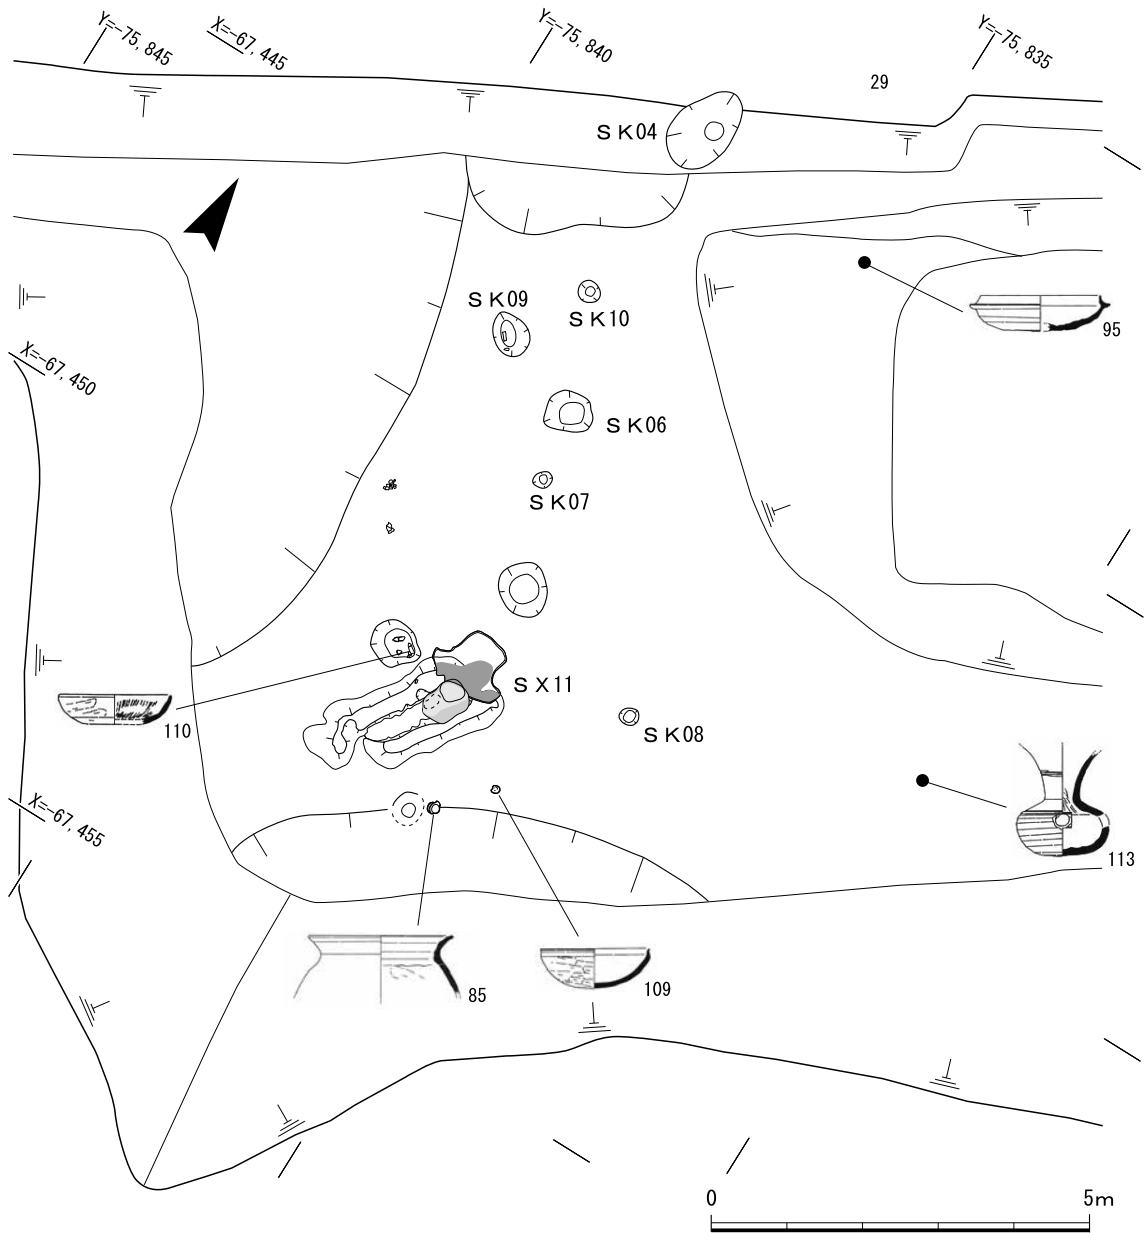 Y=-75,845
X=-67,445
Y=-75,840
Y=-75,835
29
SK04
SK09
SK10
95
X=-67,450
SK06
SK07
SX11
110
SK08
X=-67,455
113
85
109
0
5m